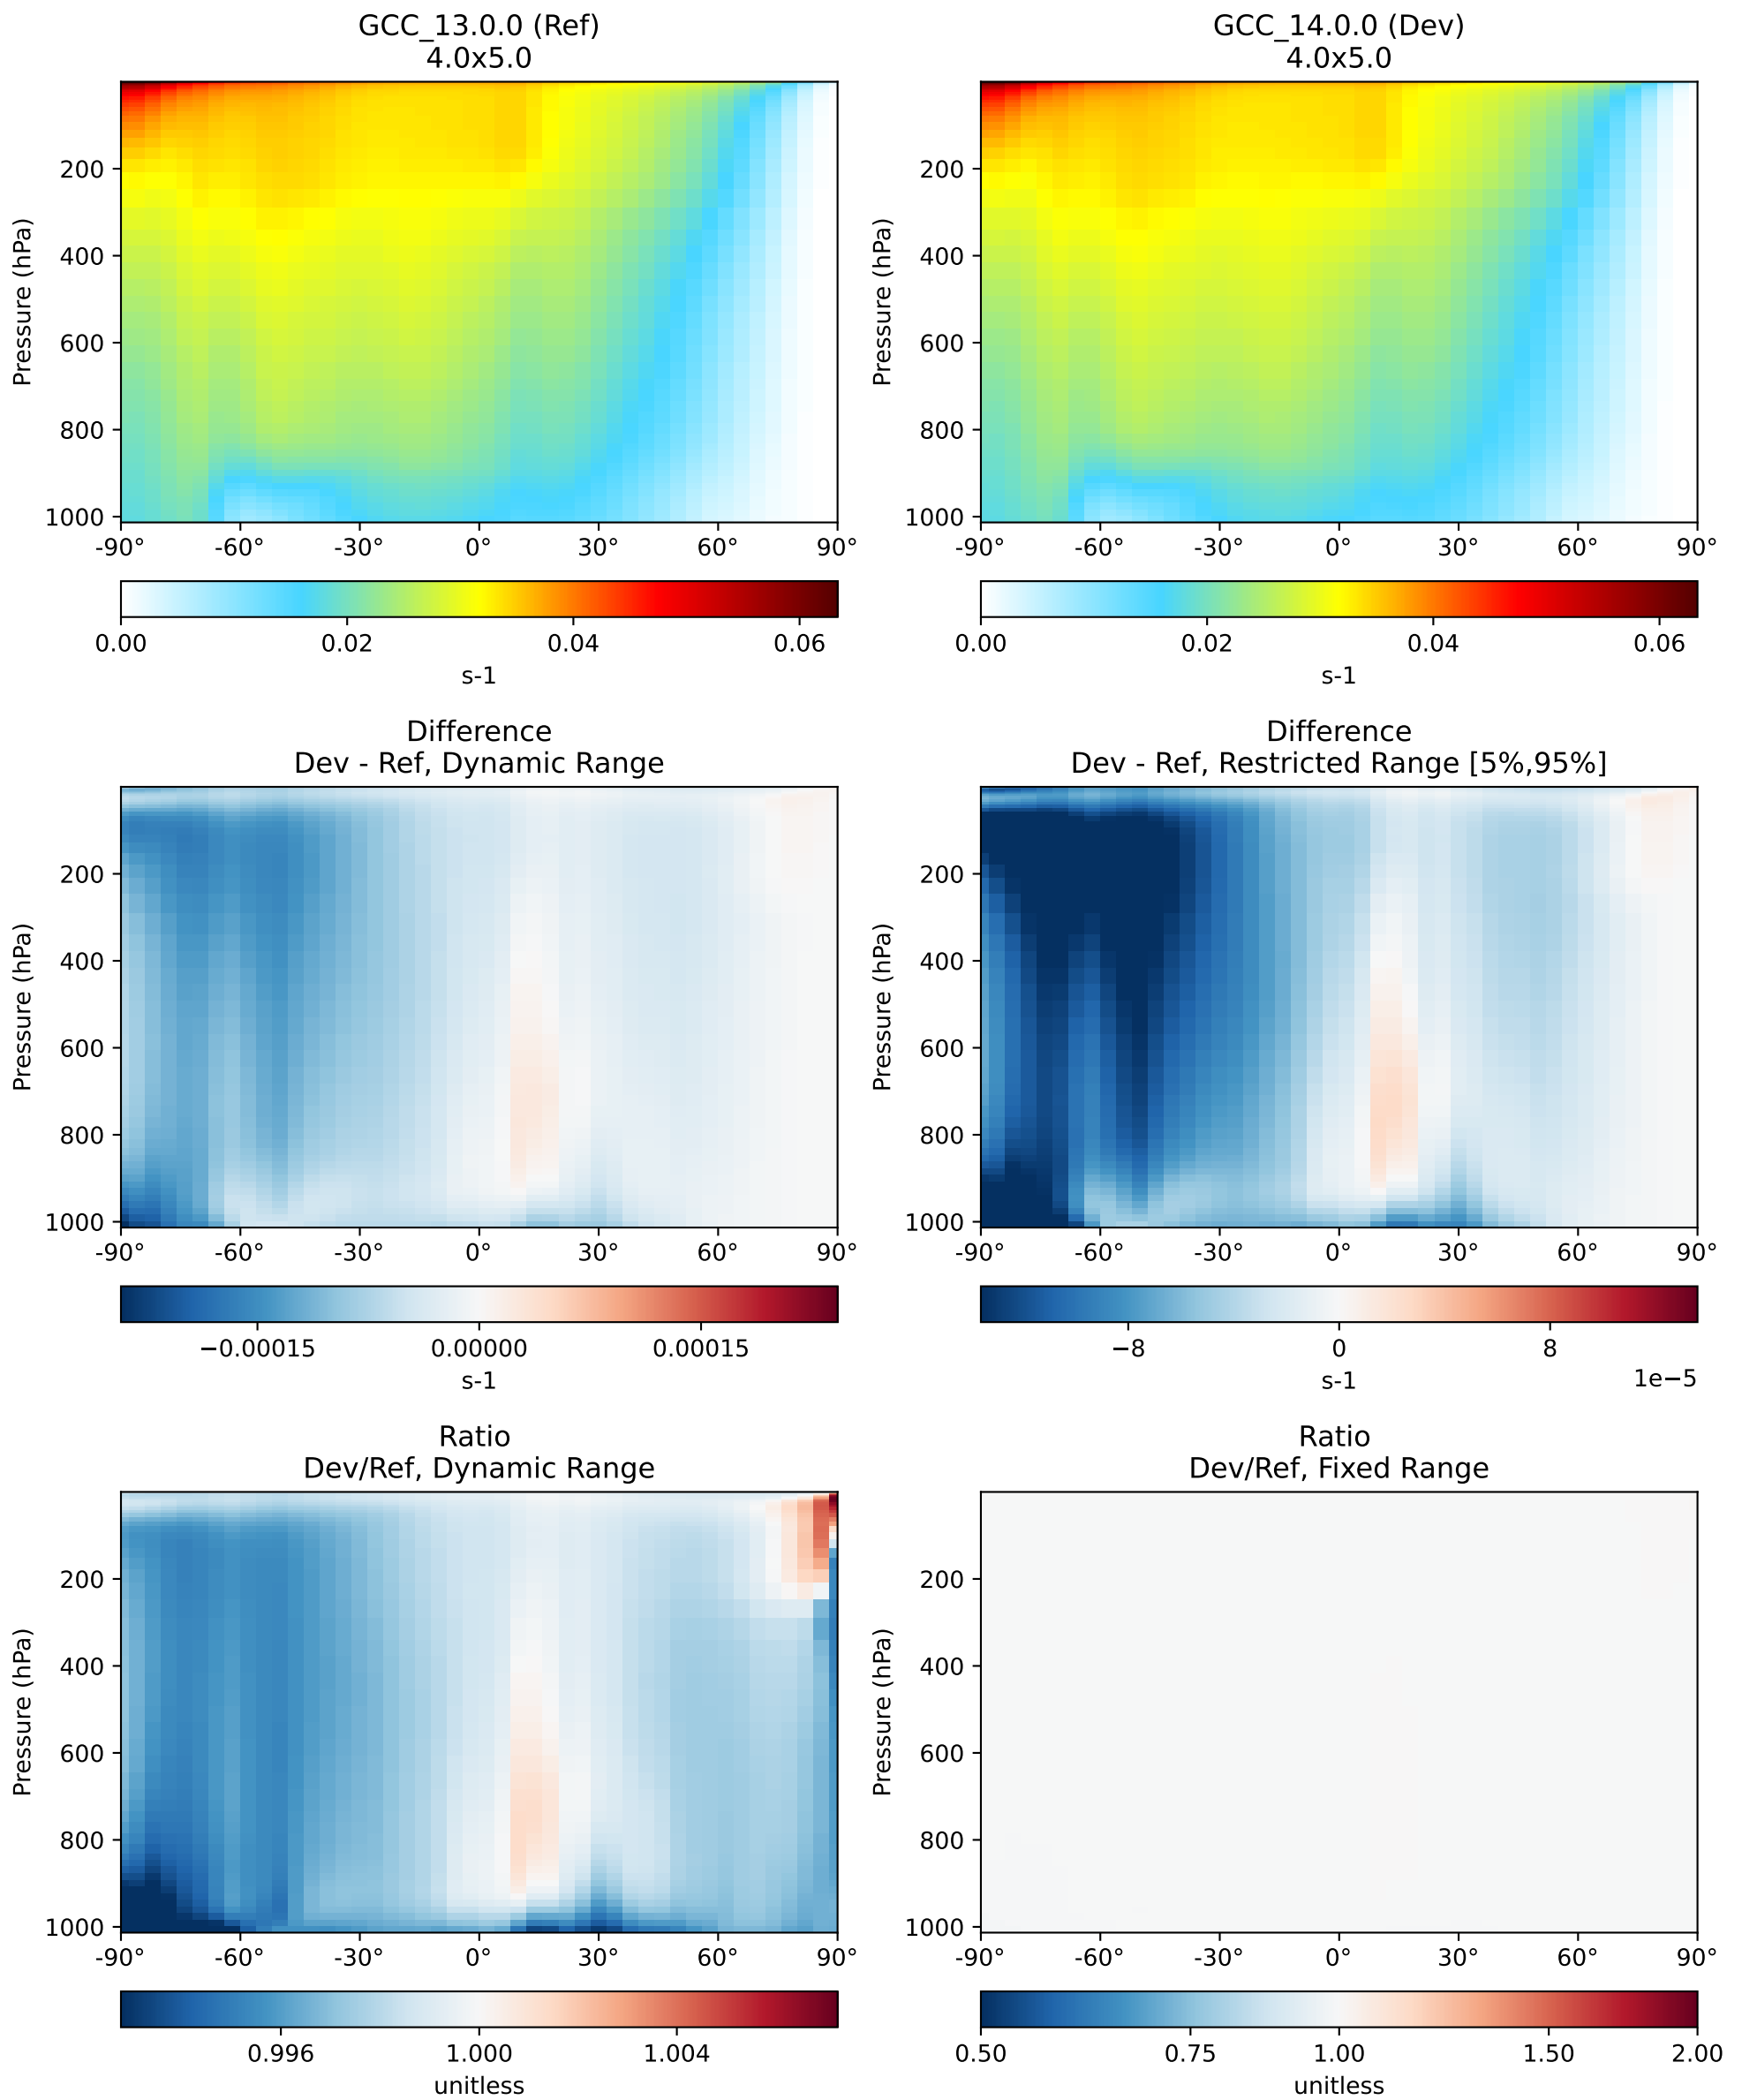 GCC_13.0.0 (Ref)
4.0x5.0
Pressure (hPa)
200
400
600
800
1000
-90° -60° -30° 0° 30° 60° 90°
0.00 0.02 0.04 0.06
s-1
GCC_14.0.0 (Dev)
4.0x5.0
Pressure (hPa)
200
400
600
800
1000
-90° -60° -30° 0° 30° 60° 90°
0.00 0.02 0.04 0.06
s-1
Difference
Dev - Ref, Dynamic Range
Pressure (hPa)
200
400
600
800
1000
-90° -60° -30° 0° 30° 60° 90°
−0.00015 0.00000 0.00015
s-1
Difference
Dev - Ref, Restricted Range [5%,95%]
Pressure (hPa)
200
400
600
800
1000
-90° -60° -30° 0° 30° 60° 90°
−8 0 8
s-1 1e−5
Ratio
Dev/Ref, Dynamic Range
Pressure (hPa)
200
400
600
800
1000
-90° -60° -30° 0° 30° 60° 90°
0.996 1.000 1.004
unitless
Ratio
Dev/Ref, Fixed Range
Pressure (hPa)
200
400
600
800
1000
-90° -60° -30° 0° 30° 60° 90°
0.50 0.75 1.00 1.50 2.00
unitless